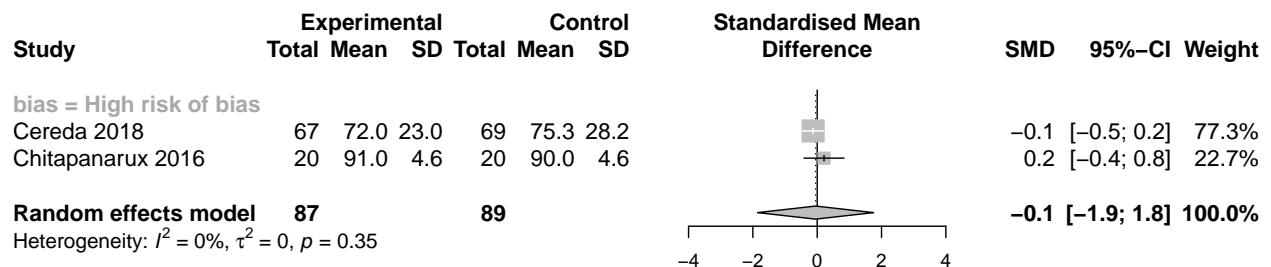 Experimental Control Standardised Mean
Study Total Mean SD Total Mean SD Difference SMD 95%−CI Weight
bias = High risk of bias
Cereda 2018 67 72.0 23.0 69 75.3 28.2 −0.1 [−0.5; 0.2] 77.3%
Chitapanarux 2016 20 91.0 4.6 20 90.0 4.6 0.2 [−0.4; 0.8] 22.7%
Random effects model 87 89 −0.1 [−1.9; 1.8] 100.0%
Heterogeneity: I² = 0%, τ² = 0, p = 0.35
−4 −2 0 2 4